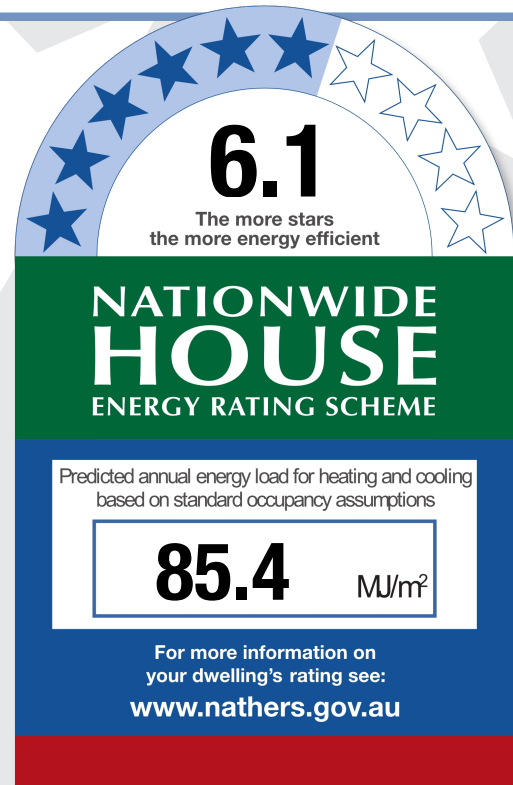 6.1
The more stars
the more energy efficient
NATIONWIDE
HOUSE
ENERGY RATING SCHEME
Predicted annual energy load for heating and cooling
based on standard occupancy assumptions
85.4 MJ/m²
For more information on
your dwelling's rating see:
www.nathers.gov.au